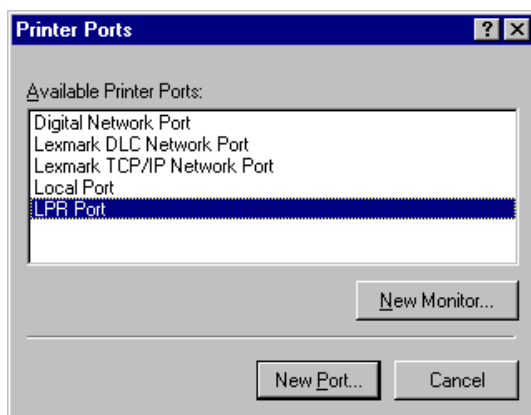 Printer Ports
Available Printer Ports:
Digital Network Port
Lexmark DLC Network Port
Lexmark TCP/IP Network Port
Local Port
LPR Port
New Monitor...
New Port...
Cancel